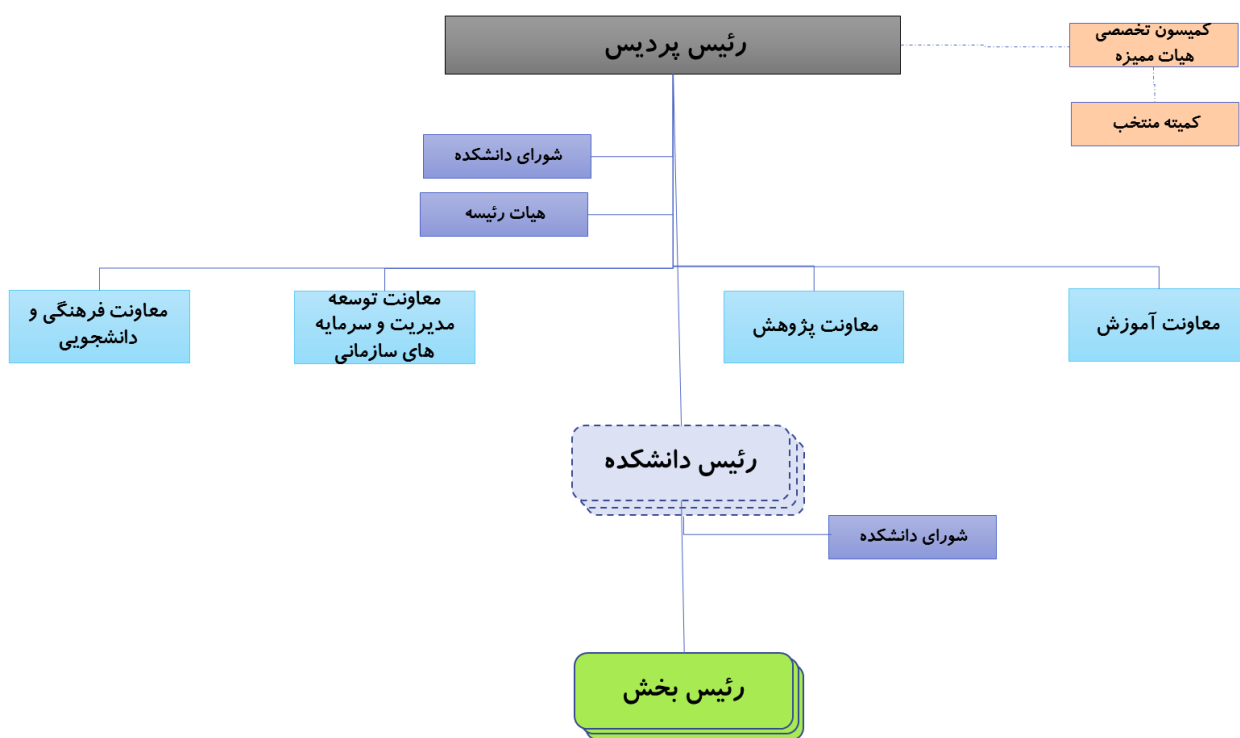 رئیس پردیس
کمیسون تخصصی
هیات ممیزه
کمیته منتخب
شورای دانشکده
هیات رئیسه
معاونت آموزش
معاونت پژوهش
معاونت توسعه
مدیریت و سرمایه
های سازمانی
معاونت فرهنگی و
دانشجویی
رئیس دانشکده
شورای دانشکده
رئیس بخش